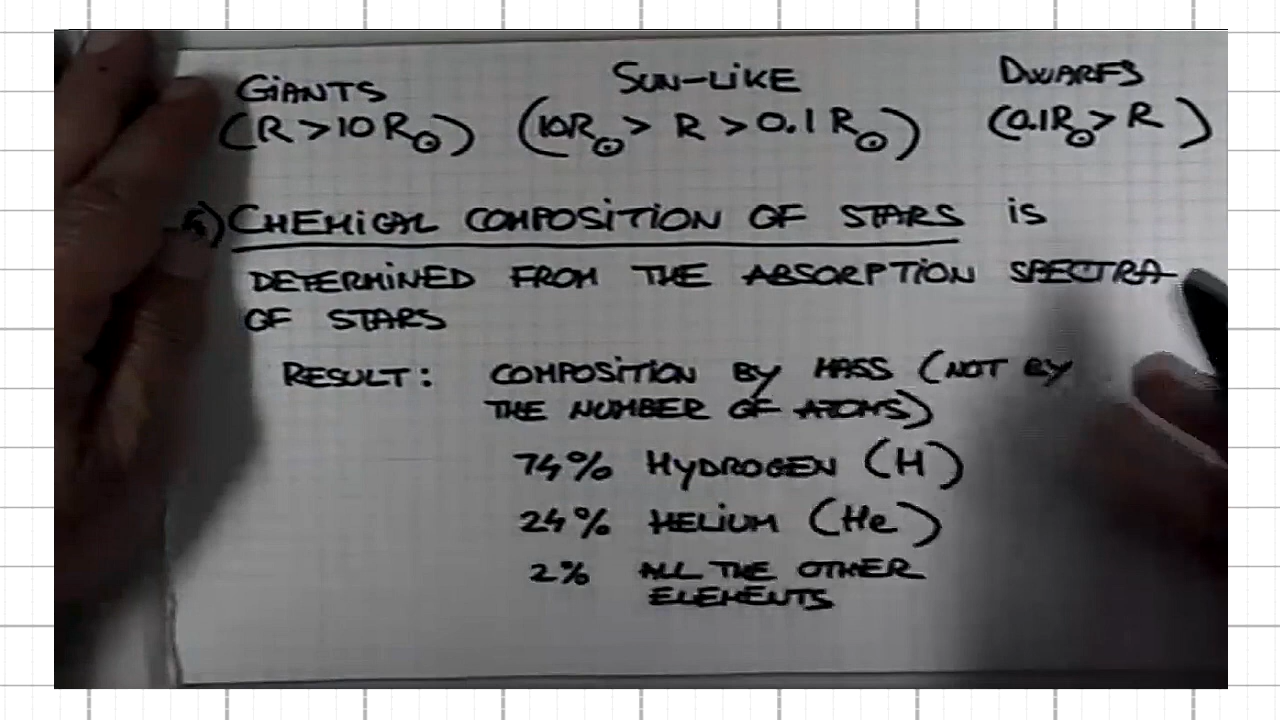 GIANTS SUN-LIKE DWARFS
(R > 10 R☉) (10R☉ > R > 0.1 R☉) (0.1R☉ > R)
CHEMICAL COMPOSITION OF STARS is
DETERMINED FROM THE ABSORPTION SPECTRA
OF STARS
RESULT: COMPOSITION BY MASS (NOT BY
THE NUMBER OF ATOMS)
74% HYDROGEN (H)
24% HELIUM (He)
2% ALL THE OTHER
ELEMENTS